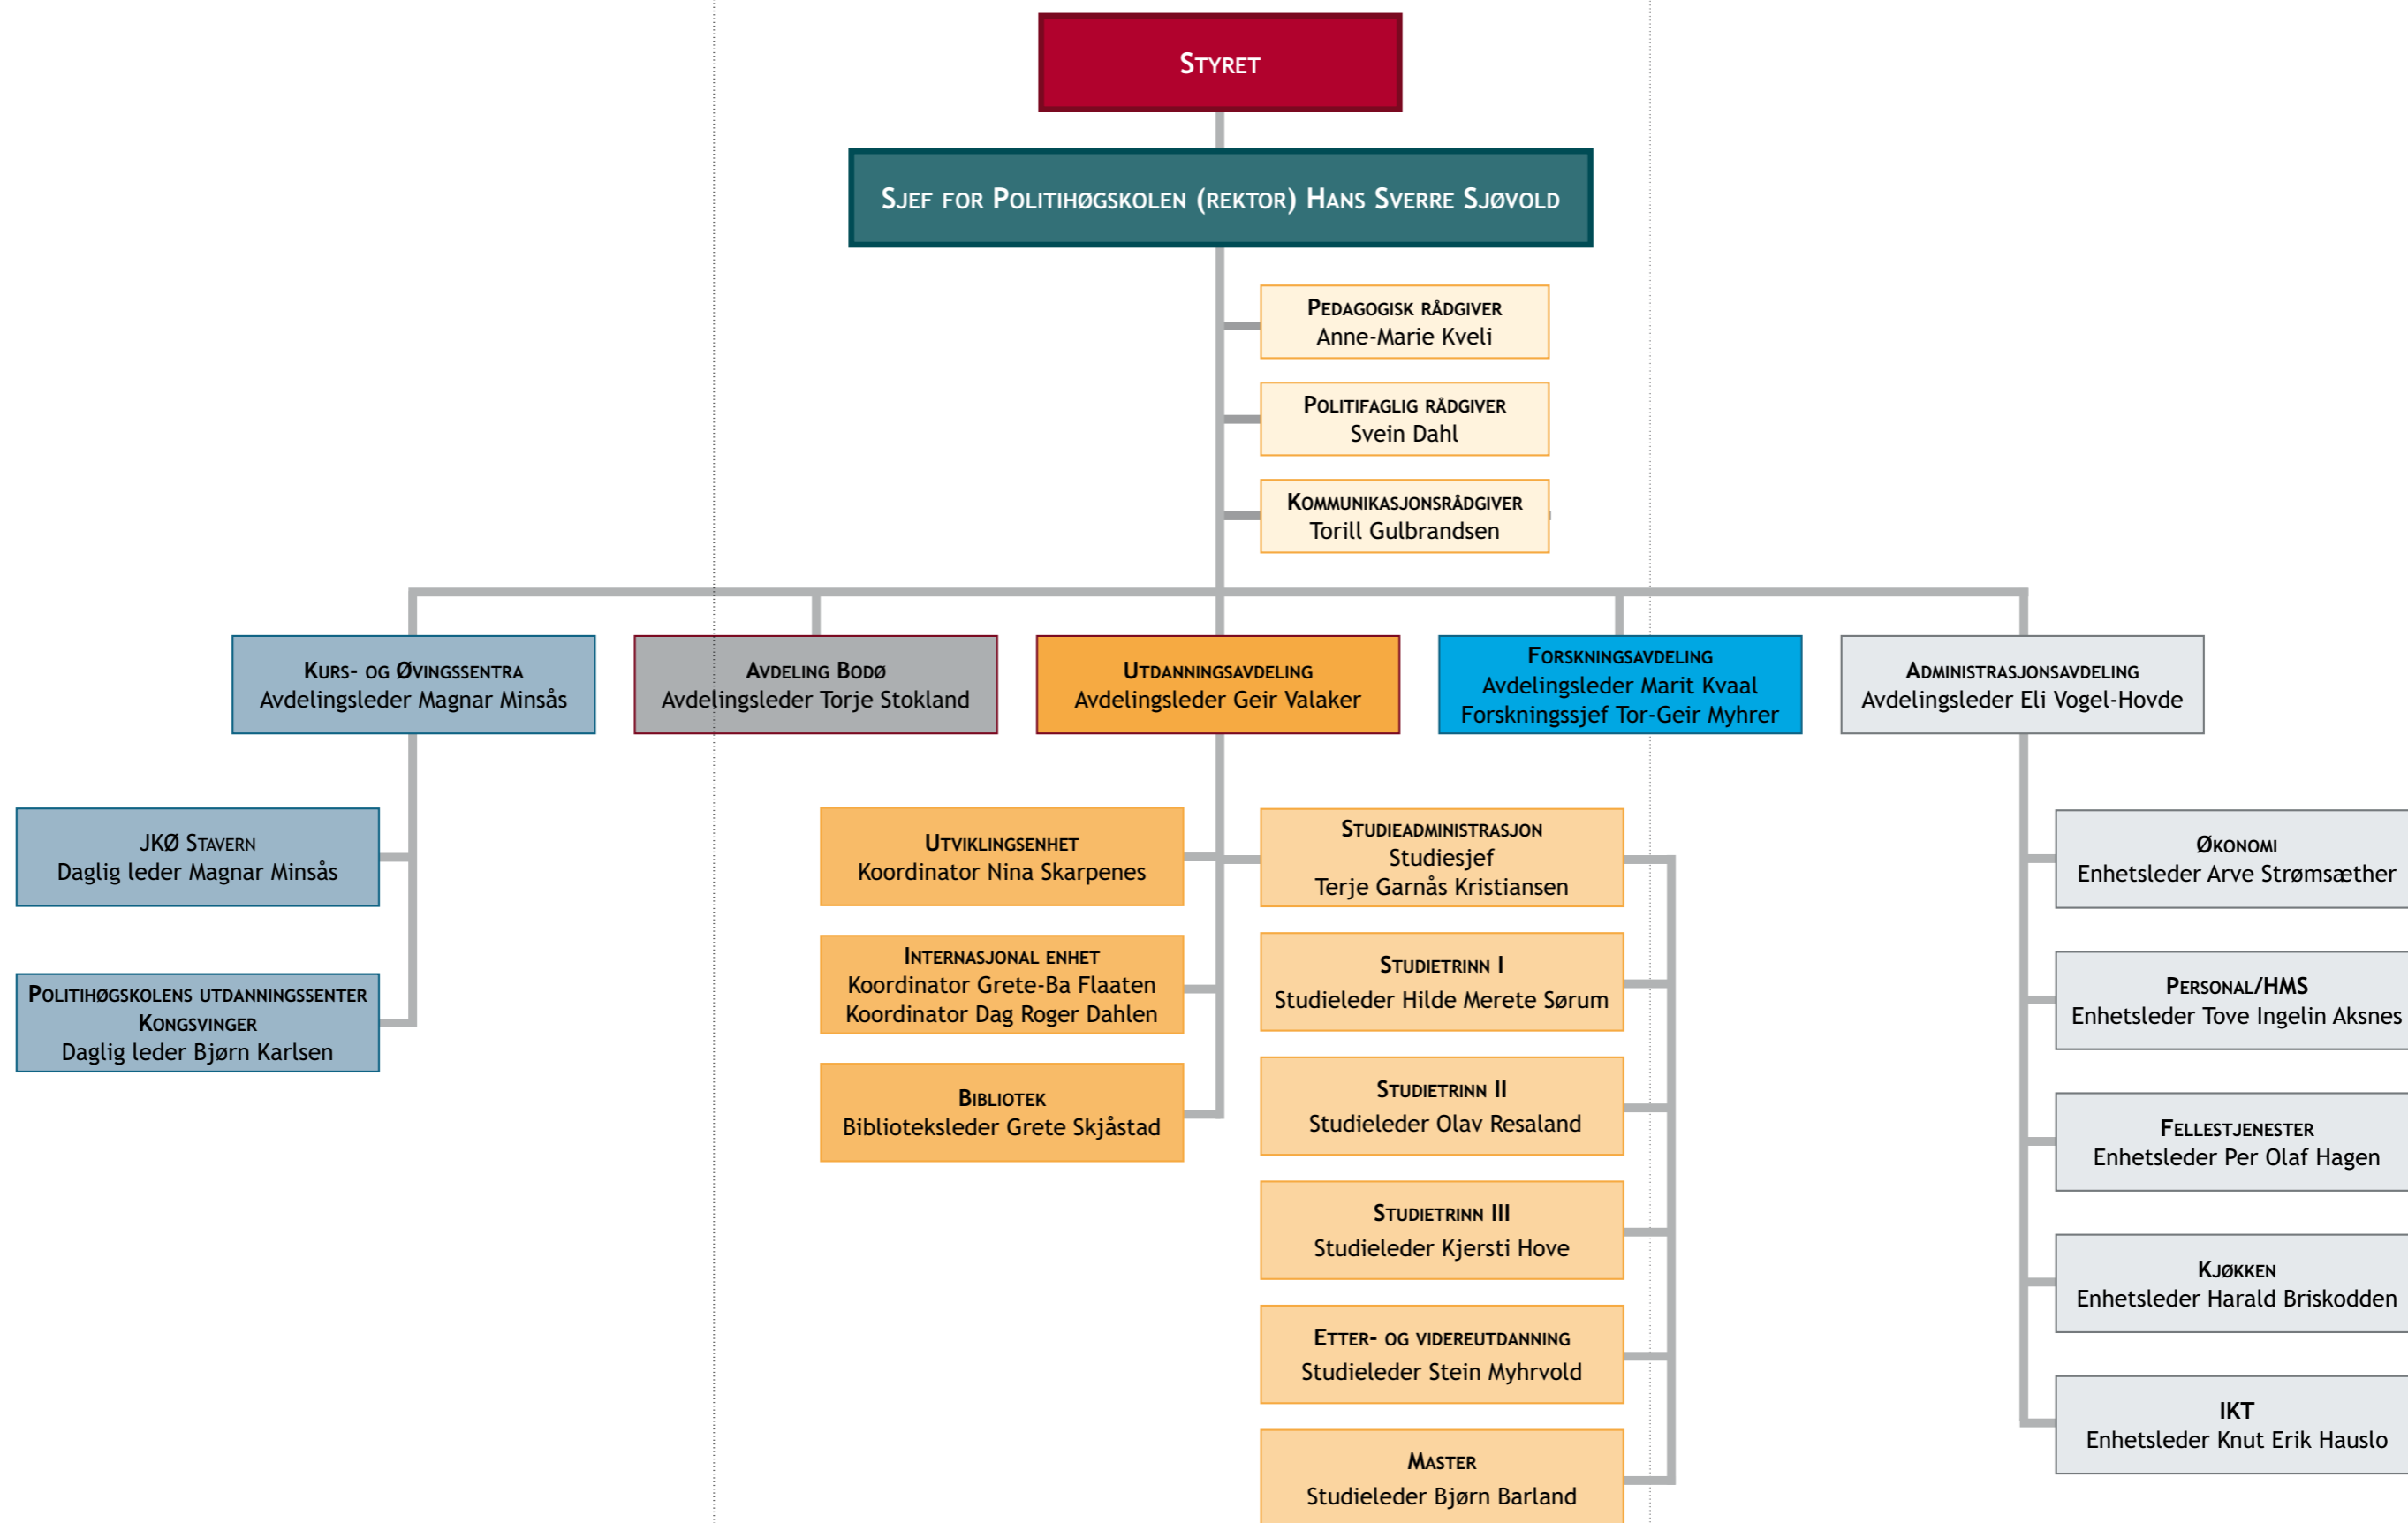 Styret
Sjef for Politihøgskolen (rektor) Hans Sverre Sjøvold
Pedagogisk rådgiver
Anne-Marie Kveli
Politifaglig rådgiver
Svein Dahl
Kommunikasjonsrådgiver
Torill Gulbrandsen
Kurs- og Øvingssentra
Avdelingsleder Magnar Minsås
Avdeling Bodø
Avdelingsleder Torje Stokland
Utdanningsavdeling
Avdelingsleder Geir Valaker
Forskningsavdeling
Avdelingsleder Marit Kvaal
Forskningssjef Tor-Geir Myhrer
Administrasjonsavdeling
Avdelingsleder Eli Vogel-Hovde
JKØ Stavern
Daglig leder Magnar Minsås
Politihøgskolens utdanningssenter
Kongsvinger
Daglig leder Bjørn Karlsen
Utviklingsenhet
Koordinator Nina Skarpenes
Internasjonal enhet
Koordinator Grete-Ba Flaaten
Koordinator Dag Roger Dahlen
Bibliotek
Biblioteksleder Grete Skjåstad
Studieadministrasjon
Studiesjef
Terje Garnås Kristiansen
Studietrinn I
Studieleder Hilde Merete Sørum
Studietrinn II
Studieleder Olav Resaland
Studietrinn III
Studieleder Kjersti Hove
Etter- og videreutdanning
Studieleder Stein Myhrvold
Master
Studieleder Bjørn Barland
Økonomi
Enhetsleder Arve Strømsæther
Personal/HMS
Enhetsleder Tove Ingelin Aksnes
Fellestjenester
Enhetsleder Per Olaf Hagen
Kjøkken
Enhetsleder Harald Briskodden
IKT
Enhetsleder Knut Erik Hauslo